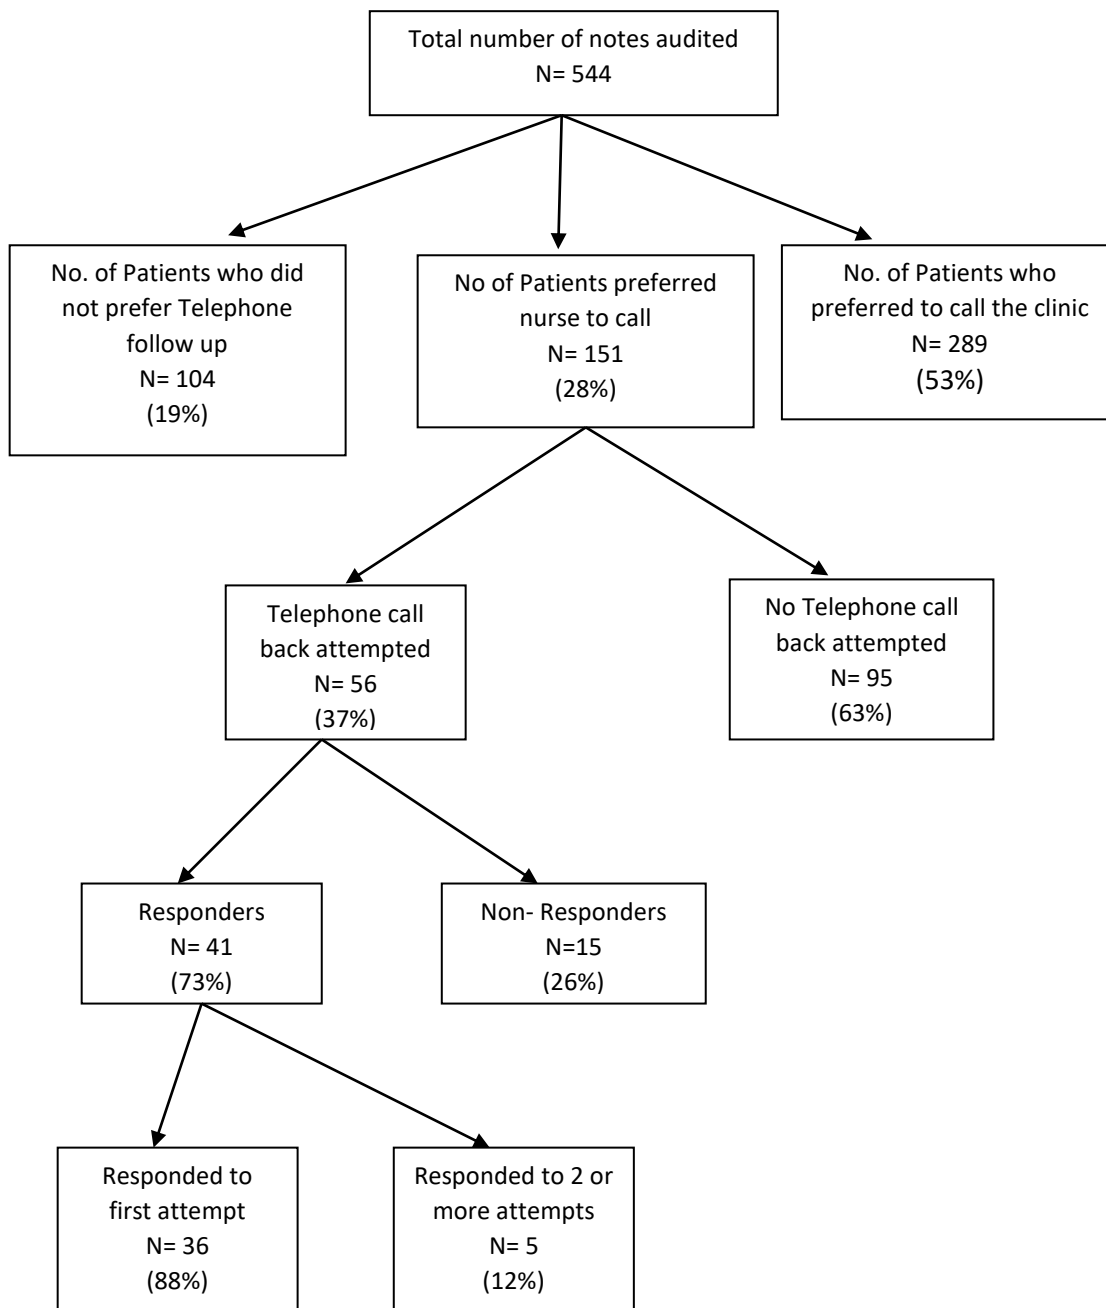 Total number of notes audited
N= 544
No. of Patients who did
not prefer Telephone
follow up
N= 104
(19%)
No of Patients preferred
nurse to call
N= 151
(28%)
No. of Patients who
preferred to call the clinic
N= 289
(53%)
Telephone call
back attempted
N= 56
(37%)
No Telephone call
back attempted
N= 95
(63%)
Responders
N= 41
(73%)
Non- Responders
N=15
(26%)
Responded to
first attempt
N= 36
(88%)
Responded to 2 or
more attempts
N= 5
(12%)